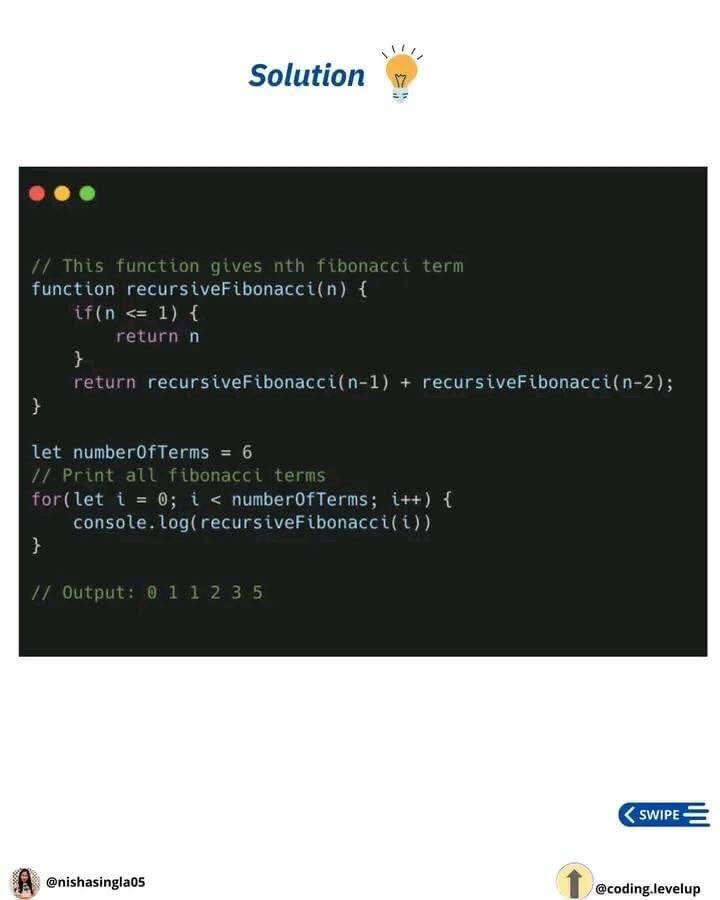 Solution
// This function gives nth fibonacci term
function recursiveFibonacci(n) {
    if(n <= 1) {
        return n
    }
    return recursiveFibonacci(n-1) + recursiveFibonacci(n-2);
}
let numberOfTerms = 6
// Print all fibonacci terms
for(let i = 0; i < numberOfTerms; i++) {
    console.log(recursiveFibonacci(i))
}
// Output: 0 1 1 2 3 5
SWIPE
@nishasingla05
@coding.levelup